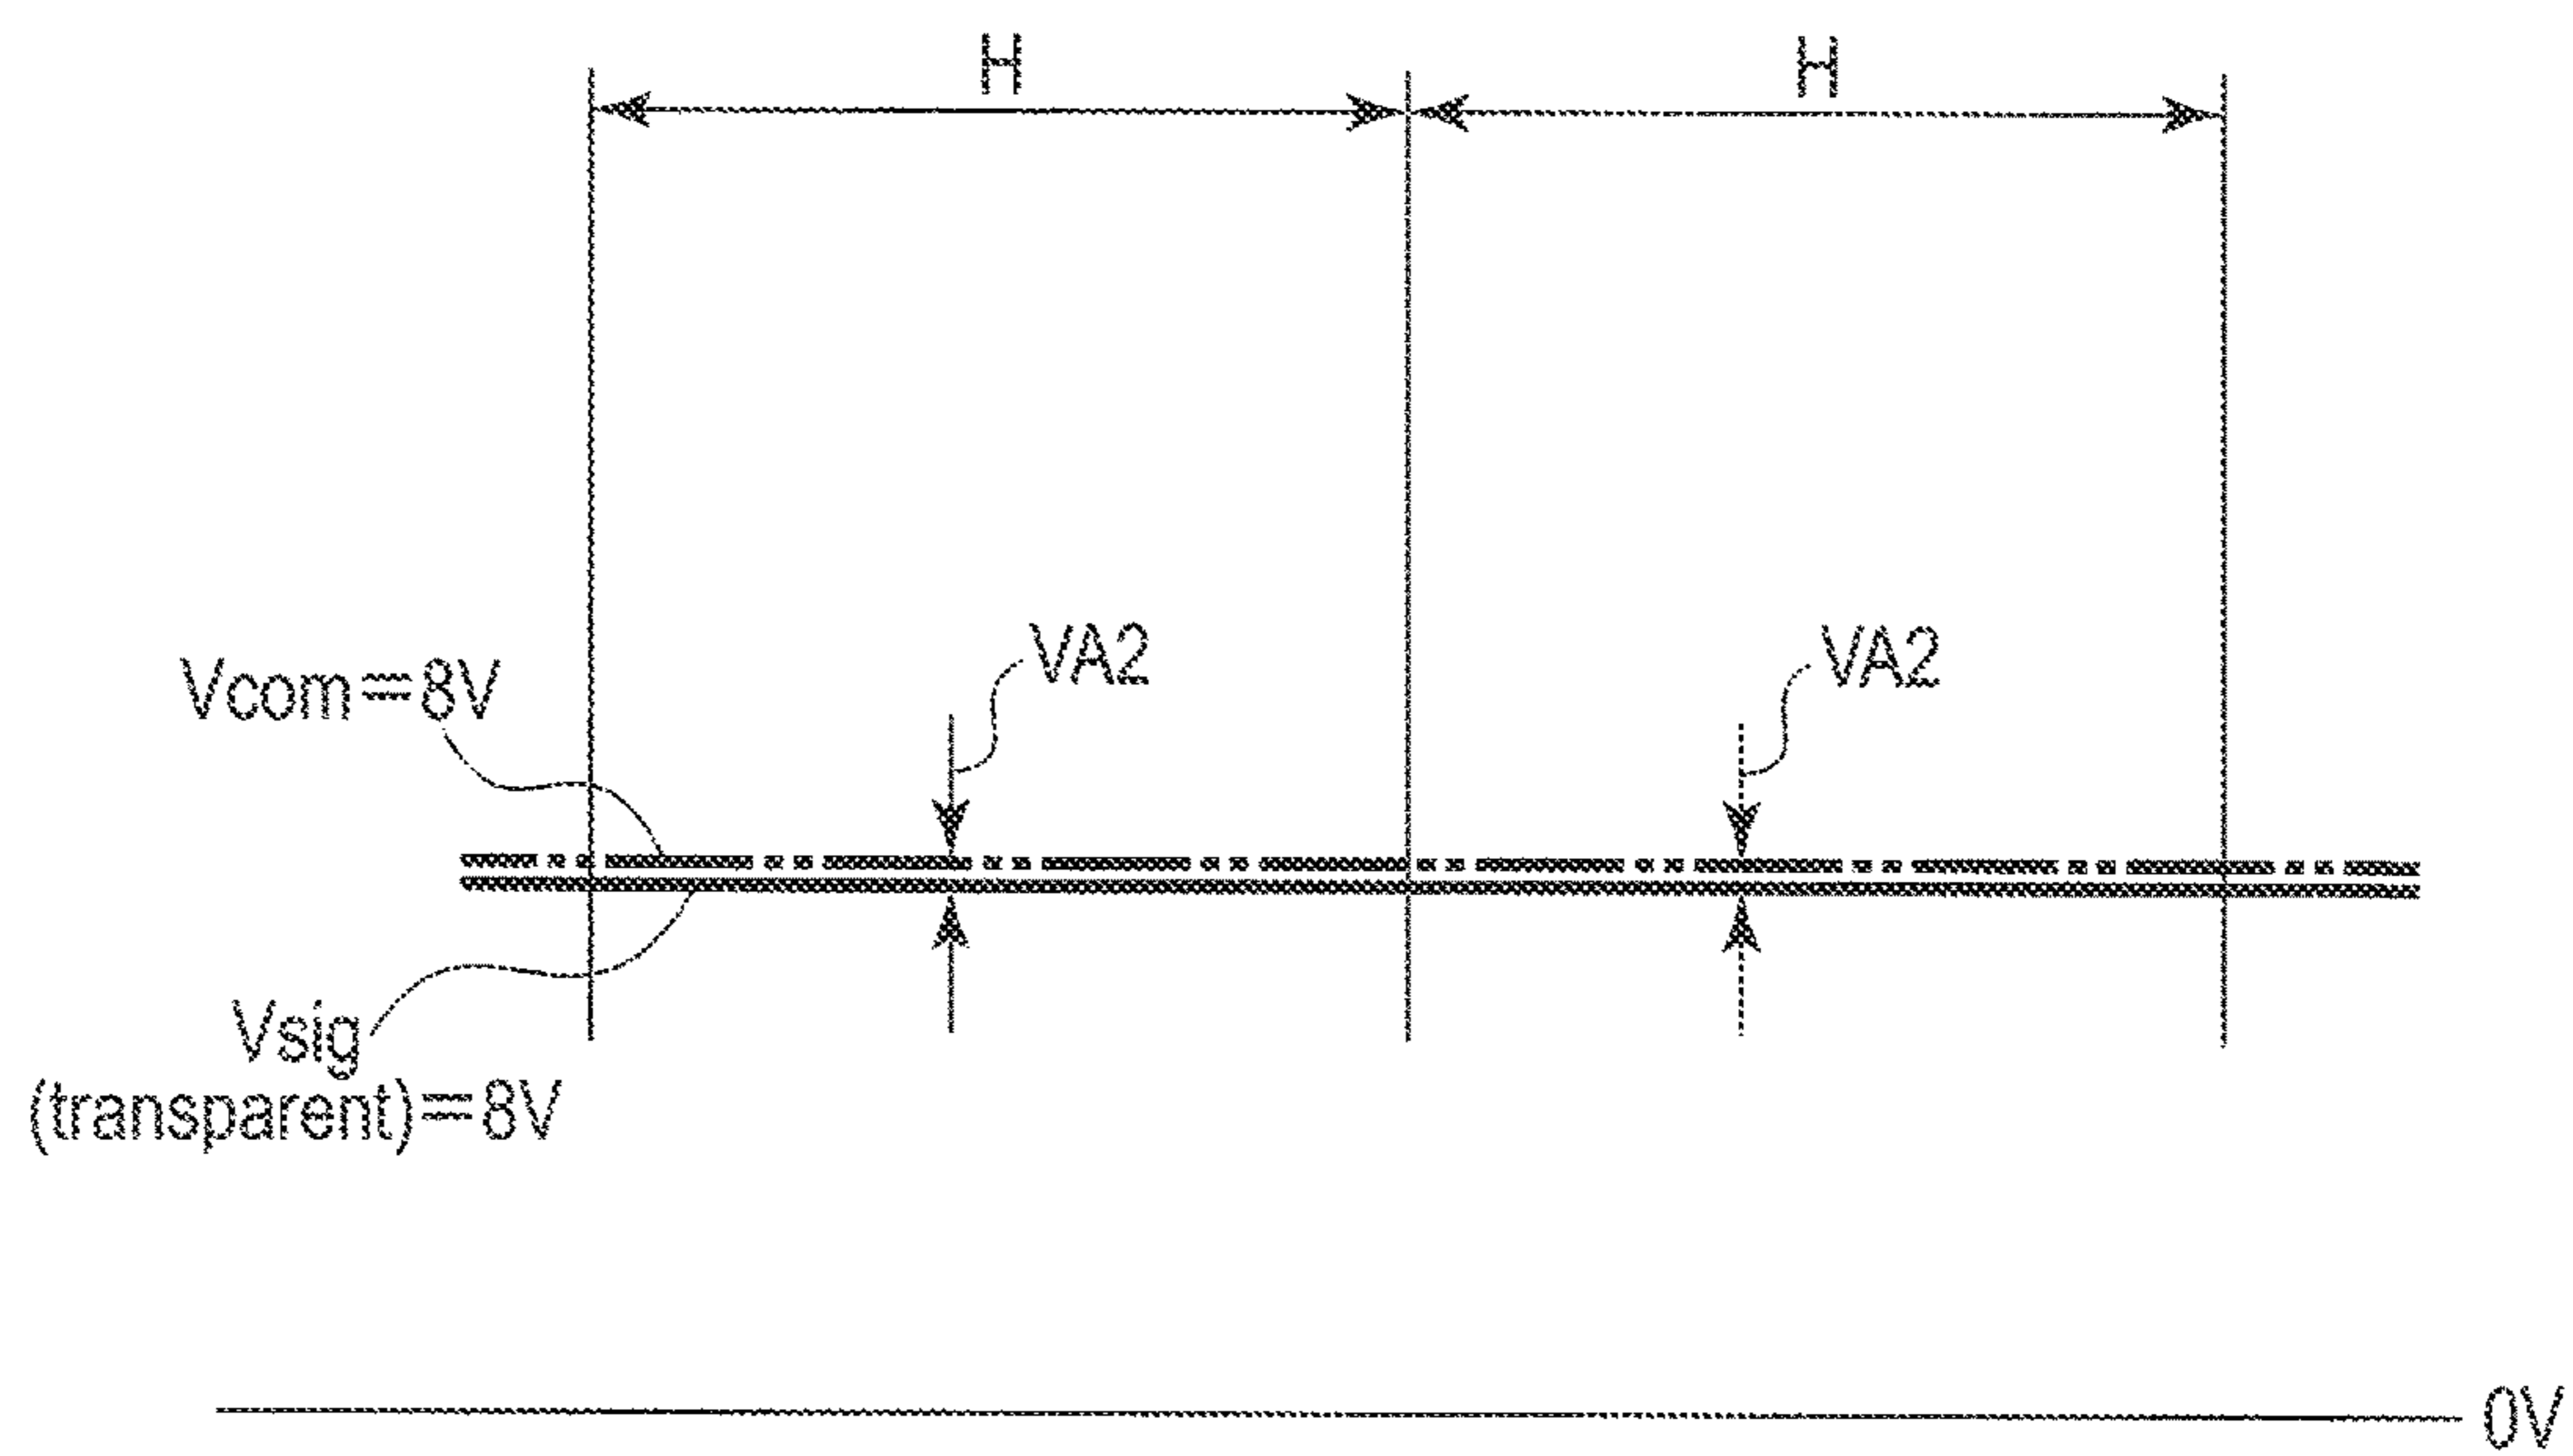 H
H
VA2
VA2
Vcom=8V
Vsig
(transparent)=8V
0V